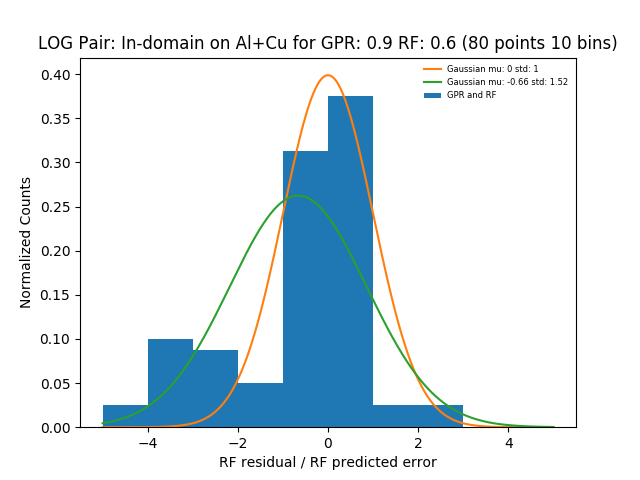 LOG Pair: In-domain on Al+Cu for GPR: 0.9 RF: 0.6 (80 points 10 bins)
Gaussian mu: 0 std: 1
Gaussian mu: -0.66 std: 1.52
GPR and RF
Normalized Counts
0.40
0.35
0.30
0.25
0.20
0.15
0.10
0.05
0.00
−4
−2
0
2
4
RF residual / RF predicted error